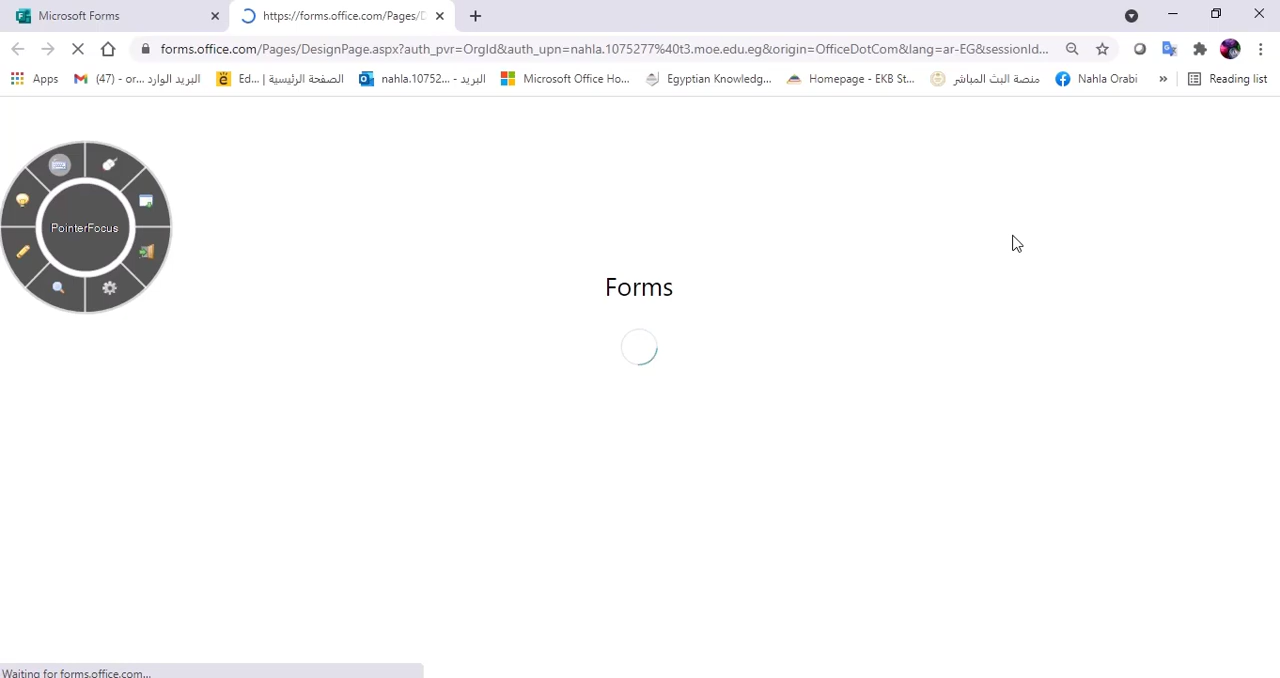 Microsoft Forms
https://forms.office.com/Pages/D
forms.office.com/Pages/DesignPage.aspx?auth_pvr=OrgId&auth_upn=nahla.1075277%40t3.moe.edu.eg&origin=OfficeDotCom&lang=ar-EG&sessionId...
Apps
(47) - or... البريد الوارد
Ed... | الصفحة الرئيسية
nahla.10752... - البريد
Microsoft Office Ho...
Egyptian Knowledg...
Homepage - EKB St...
منصة البث المباشر
Nahla Orabi
»
Reading list
PointerFocus
Forms
Waiting for forms.office.com...